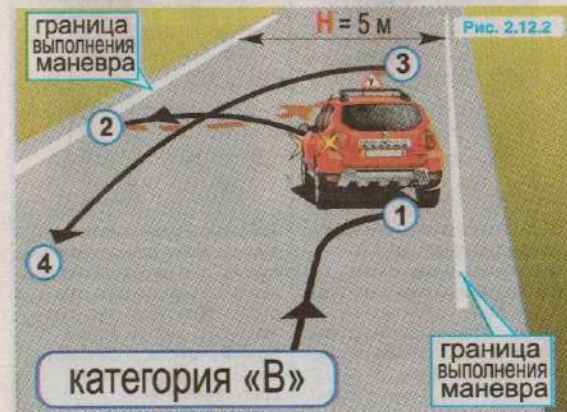 граница
выполнения
маневра
H = 5 м
Рис. 2.12.2
3
2
1
4
категория «В»
граница
выполнения
маневра